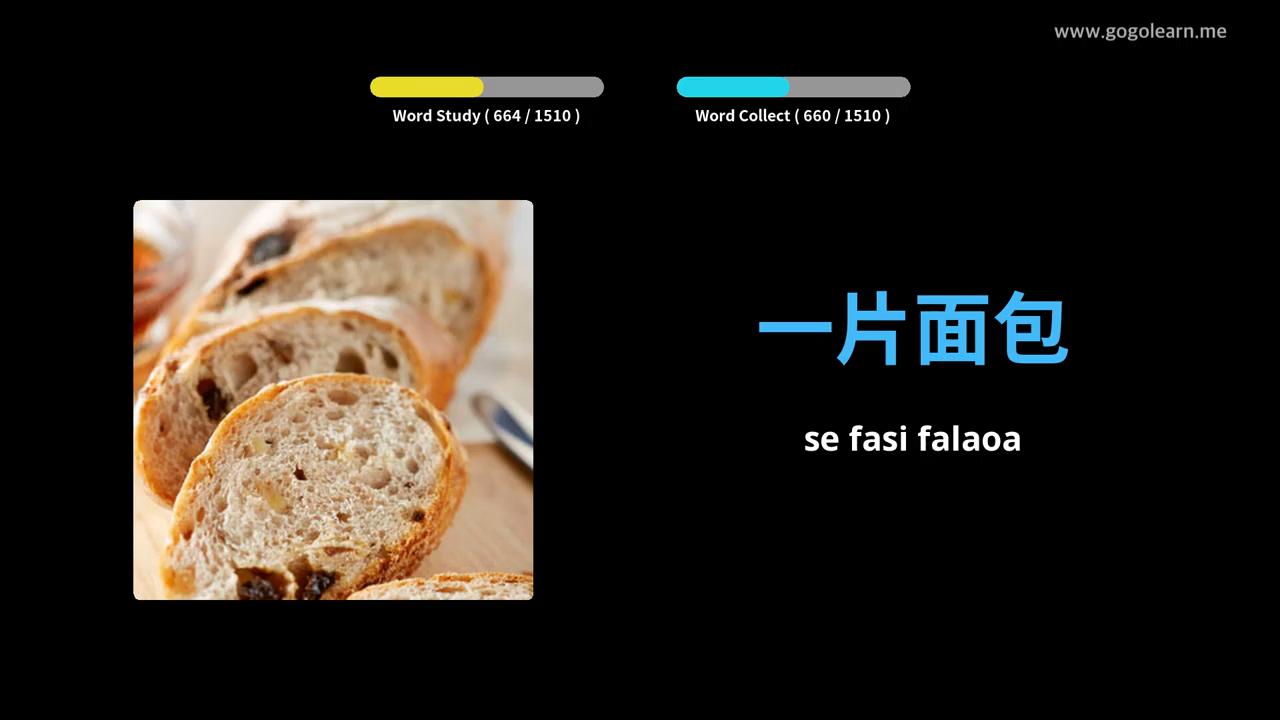 www.gogolearn.me
Word Study ( 664 / 1510 )
Word Collect ( 660 / 1510 )
一片面包
se fasi falaoa